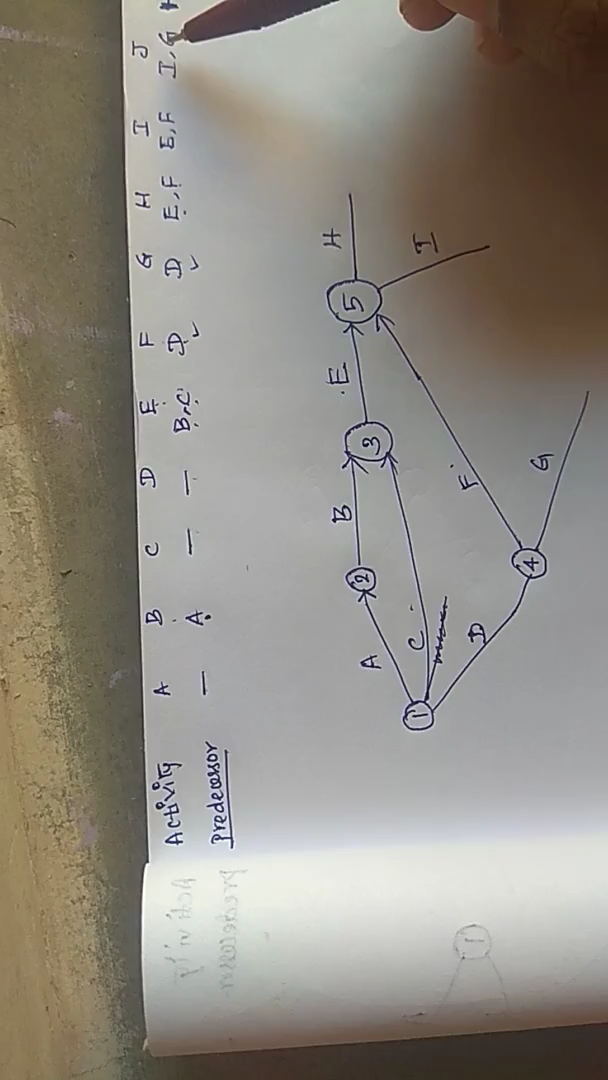 Activity A B C D E F G H I J
Predecessor — A — — B,C D D E,F E,F I,G
A B E H
1 2 3 5
C F I
D 4 G